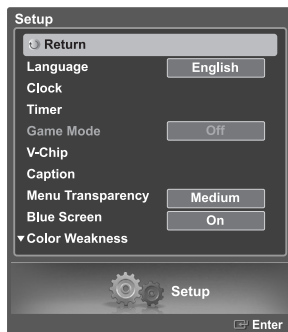 Setup
Return
Language English
Clock
Timer
Game Mode Off
V-Chip
Caption
Menu Transparency Medium
Blue Screen On
▼Color Weakness
Setup
Enter